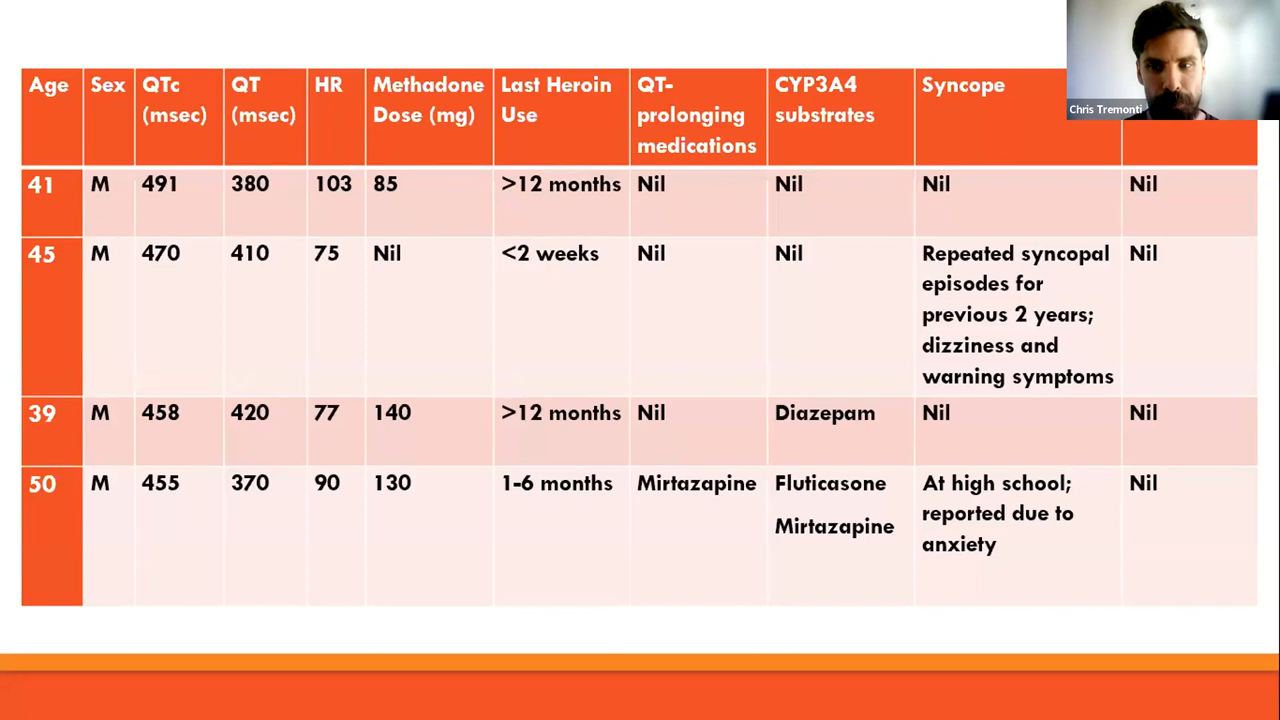 Age Sex QTc (msec) QT (msec) HR Methadone Dose (mg) Last Heroin Use QT-prolonging medications CYP3A4 substrates Syncope
Chris Tremonti
41 M 491 380 103 85 >12 months Nil Nil Nil Nil
45 M 470 410 75 Nil <2 weeks Nil Nil Repeated syncopal episodes for previous 2 years; dizziness and warning symptoms Nil
39 M 458 420 77 140 >12 months Nil Diazepam Nil Nil
50 M 455 370 90 130 1-6 months Mirtazapine Fluticasone Mirtazapine At high school; reported due to anxiety Nil